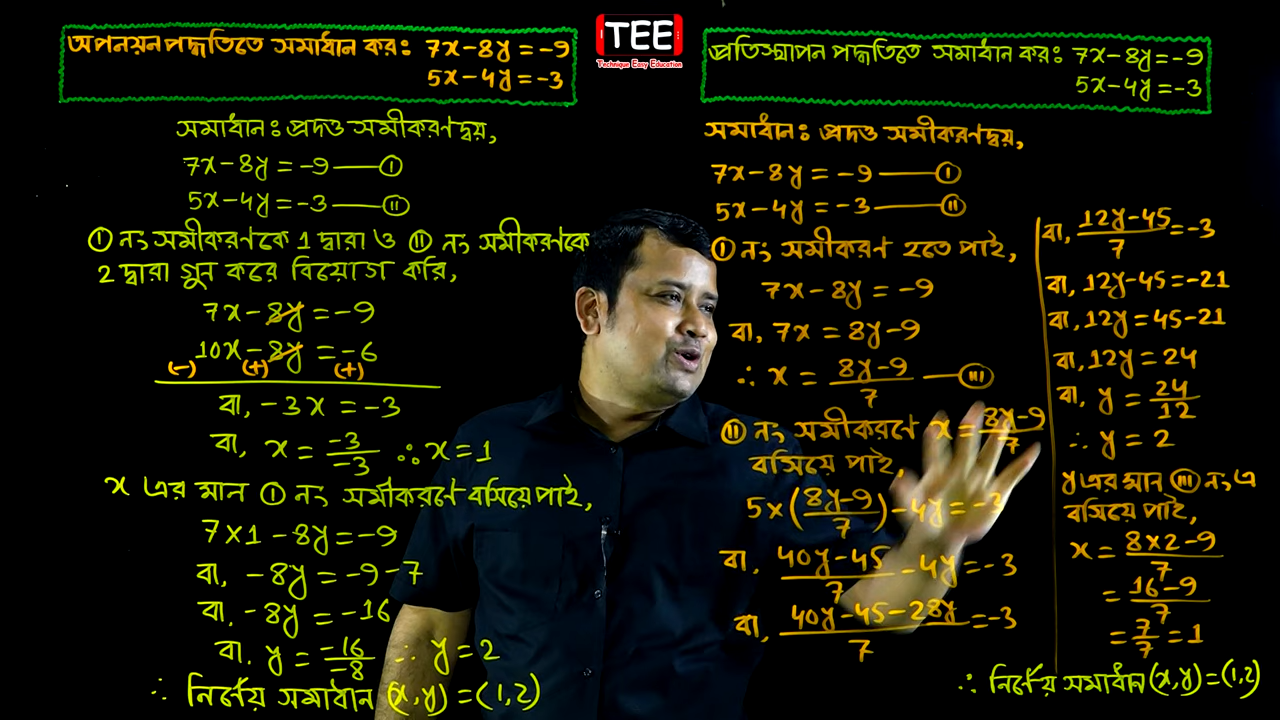 অপনয়ন পদ্ধতিতে সমাধান কর: 7x-8y=-9
5x-4y=-3
TEE
Technique Easy Education
প্রতিস্থাপন পদ্ধতিতে সমাধান কর: 7x-8y=-9
5x-4y=-3
সমাধান: প্রদত্ত সমীকরণদ্বয়,
7x-8y=-9 — (I)
5x-4y=-3 — (II)
(I) নং সমীকরণকে 1 দ্বারা ও (II) নং সমীকরণকে
2 দ্বারা গুন করে বিয়োগ করি,
7x-8y=-9
10x-8y=-6
(-) (+) (+)
বা, -3x=-3
বা, x=-3/-3 ∴ x=1
x এর মান (I) নং সমীকরণে বসিয়ে পাই,
7×1-8y=-9
বা, -8y=-9-7
বা, -8y=-16
বা, y=-16/-8 ∴ y=2
∴ নির্ণেয় সমাধান (x,y)=(1,2)
সমাধান: প্রদত্ত সমীকরণদ্বয়,
7x-8y=-9 — (I)
5x-4y=-3 — (II)
(I) নং সমীকরণ হতে পাই,
7x-8y=-9
বা, 7x=8y-9
∴ x=8y-9/7 — (III)
(II) নং সমীকরণে x=8y-9/7
বসিয়ে পাই,
5×(8y-9/7)-4y=-3
বা, 40y-45/7-4y=-3
বা, 40y-45-28y/7=-3
বা, 12y-45/7=-3
বা, 12y-45=-21
বা, 12y=45-21
বা, 12y=24
বা, y=24/12
∴ y=2
y এর মান (III) নং এ
বসিয়ে পাই,
x=8×2-9/7
=16-9/7
=7/7=1
∴ নির্ণেয় সমাধান (x,y)=(1,2)